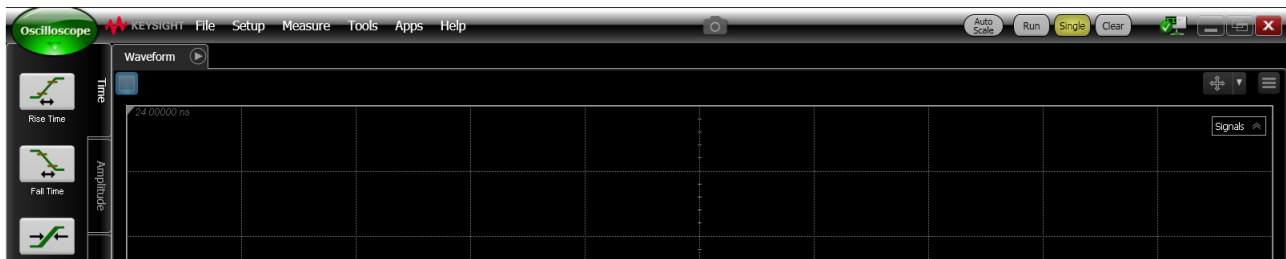 Oscilloscope KEYSIGHT File Setup Measure Tools Apps Help Auto Scale Run Single Clear
Waveform
Time
Rise Time
24.00000 ns
Signals
Amplitude
Fall Time